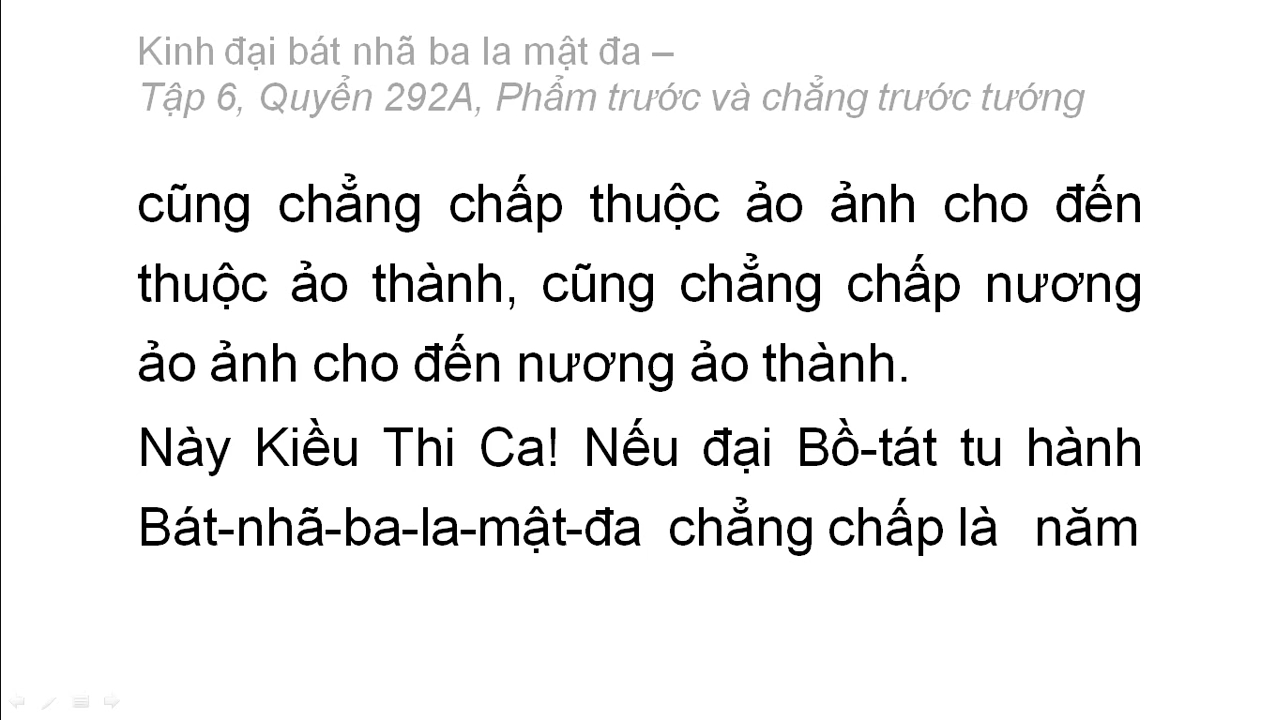 Kinh đại bát nhã ba la mật đa –
Tập 6, Quyển 292A, Phẩm trước và chẳng trước tướng
cũng chẳng chấp thuộc ảo ảnh cho đến
thuộc ảo thành, cũng chẳng chấp nương
ảo ảnh cho đến nương ảo thành.
Này Kiều Thi Ca! Nếu đại Bồ-tát tu hành
Bát-nhã-ba-la-mật-đa chẳng chấp là năm